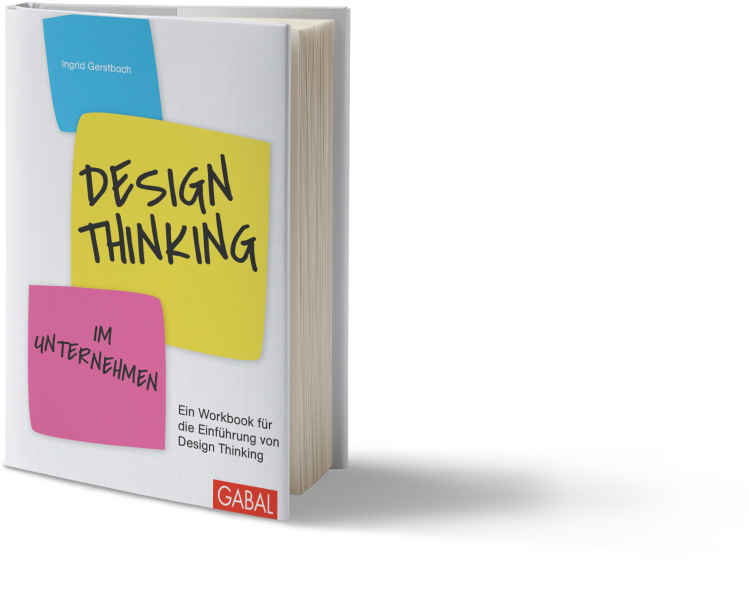 Ingrid Gerstbach
DESIGN
THINKING
IM
UNTERNEHMEN
Ein Workbook für
die Einführung von
Design Thinking
GABAL